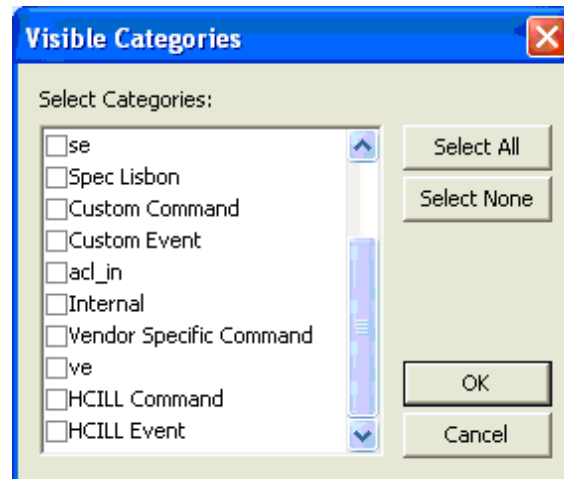 Visible Categories
Select Categories:
se
Spec Lisbon
Custom Command
Custom Event
acl_in
Internal
Vendor Specific Command
ve
HCILL Command
HCILL Event
Select All
Select None
OK
Cancel